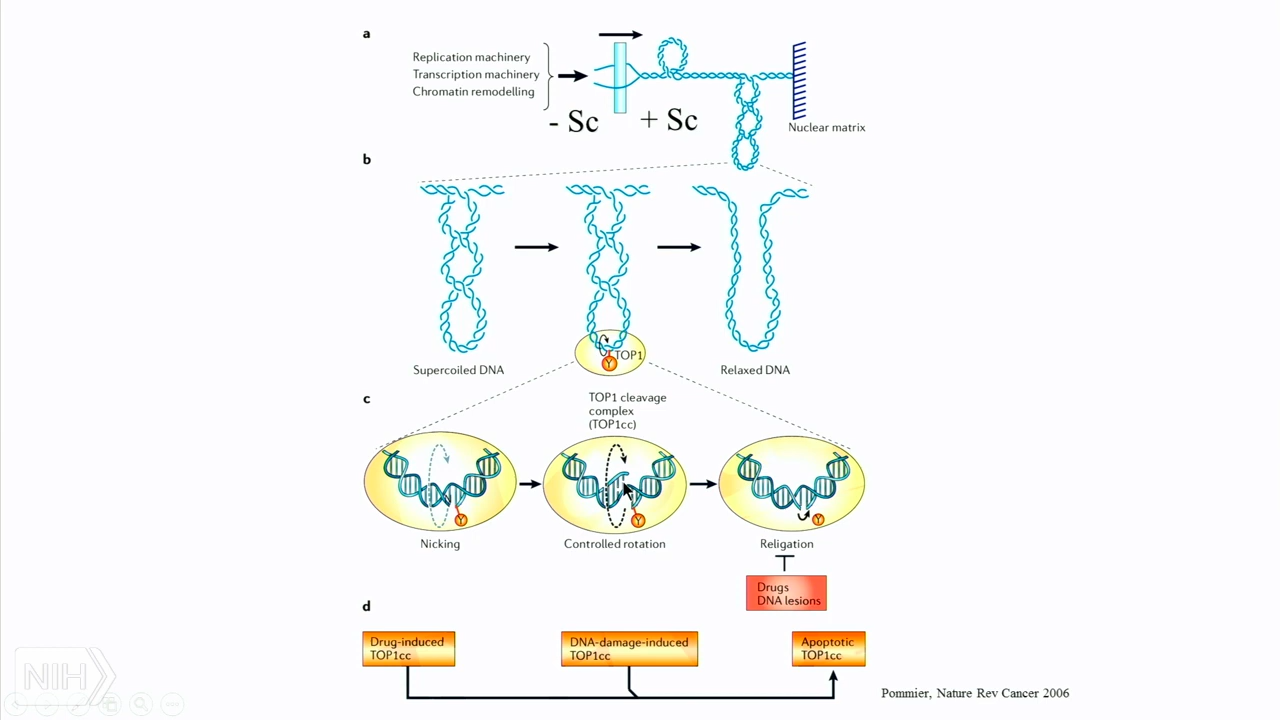 a
Replication machinery
Transcription machinery
Chromatin remodelling
- Sc
+ Sc
Nuclear matrix
b
TOP1
Y
Supercoiled DNA
Relaxed DNA
c
TOP1 cleavage
complex
(TOP1cc)
Y
Y
Y
Nicking
Controlled rotation
Religation
Drugs
DNA lesions
d
Drug-induced
TOP1cc
DNA-damage-induced
TOP1cc
Apoptotic
TOP1cc
NIH
Pommier, Nature Rev Cancer 2006